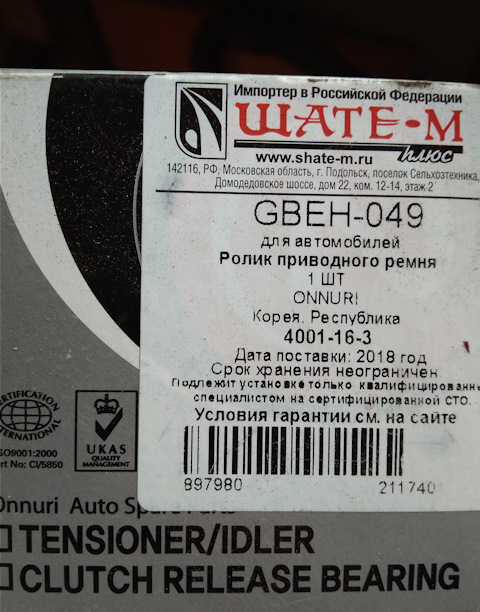 Импортер в Российской Федерации
ШАТЕ-М
плюс
www.shate-m.ru
142116, РФ, Московская область, г. Подольск, поселок Сельхозтехника,
Домодедовское шоссе, дом 22, ком. 12-14, этаж 2
GBEH-049
для автомобилей
Ролик приводного ремня
1 ШТ
ONNURI
Корея, Республика
4001-16-3
Дата поставки: 2018 год
Срок хранения неограничен
Подлежит установке только квалифицированны
специалистом на сертифицированной СТО.
Условия гарантии см. на сайте
897980 211740
CERTIFICATION
INTERNATIONAL
ISO9001:2000
rt No: CI/5850
UKAS
QUALITY
MANAGEMENT
Onnuri Auto Spare Parts
TENSIONER/IDLER
CLUTCH RELEASE BEARING